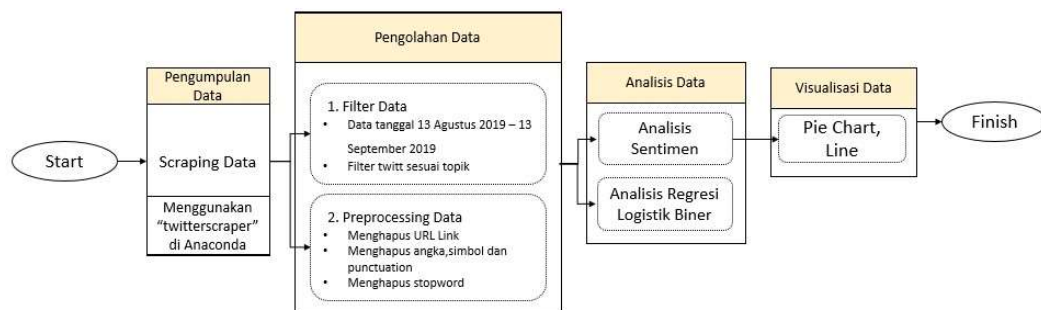 Start
Pengumpulan
Data
Scraping Data
Menggunakan
“twitterscraper”
di Anaconda
Pengolahan Data
1. Filter Data
• Data tanggal 13 Agustus 2019 – 13
September 2019
• Filter twitt sesuai topik
2. Preprocessing Data
• Menghapus URL Link
• Menghapus angka,simbol dan
punctuation
• Menghapus stopword
Analisis Data
Analisis
Sentimen
Analisis Regresi
Logistik Biner
Visualisasi Data
Pie Chart,
Line
Finish